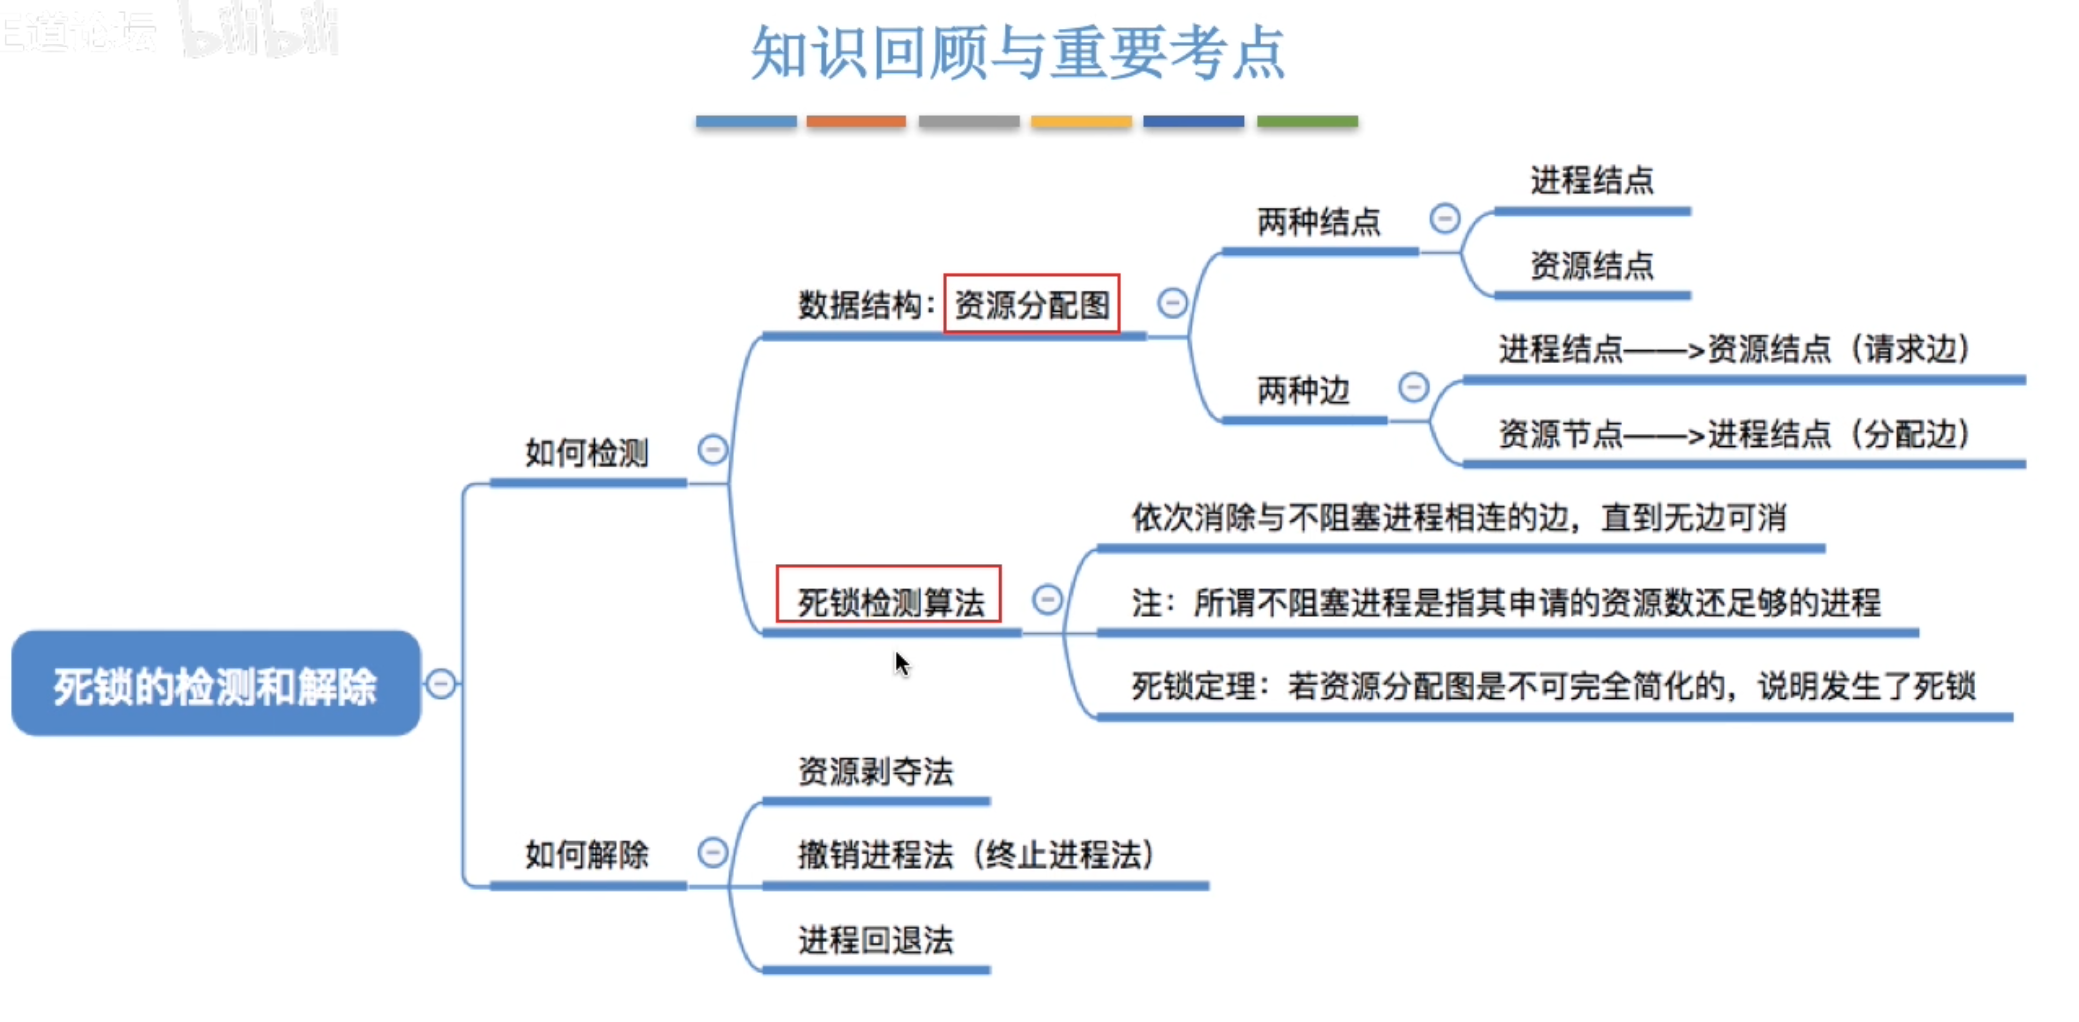 王道论坛 bilibili
知识回顾与重要考点
进程结点
两种结点
资源结点
数据结构：资源分配图
进程结点——>资源结点（请求边）
两种边
资源节点——>进程结点（分配边）
如何检测
依次消除与不阻塞进程相连的边，直到无边可消
死锁检测算法
注：所谓不阻塞进程是指其申请的资源数还足够的进程
死锁定理：若资源分配图是不可完全简化的，说明发生了死锁
死锁的检测和解除
资源剥夺法
如何解除
撤销进程法（终止进程法）
进程回退法